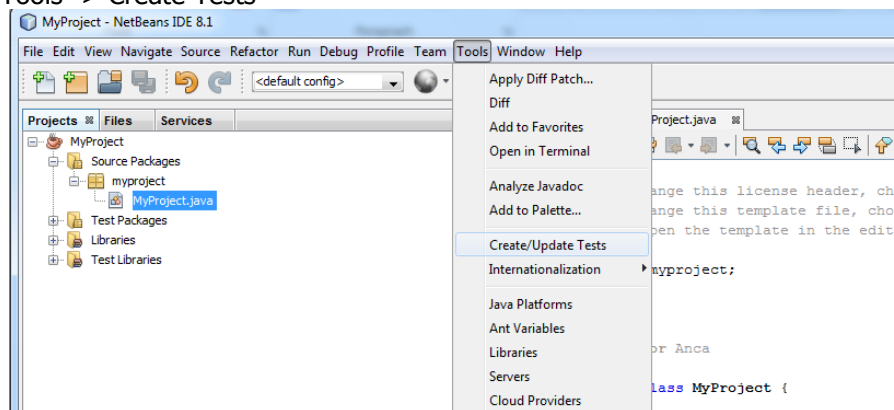 Tools -> Create Tests
MyProject - NetBeans IDE 8.1
File Edit View Navigate Source Refactor Run Debug Profile Team Tools Window Help
<default config>
Projects Files Services
MyProject
Source Packages
myproject
MyProject.java
Test Packages
Libraries
Test Libraries
Apply Diff Patch...
Diff
Add to Favorites
Open in Terminal
Analyze Javadoc
Add to Palette...
Create/Update Tests
Internationalization
Java Platforms
Ant Variables
Libraries
Servers
Cloud Providers
Project.java
ange this license header, ch
ange this template file, cho
pen the template in the edit
myproject;
or Anca
lass MyProject {